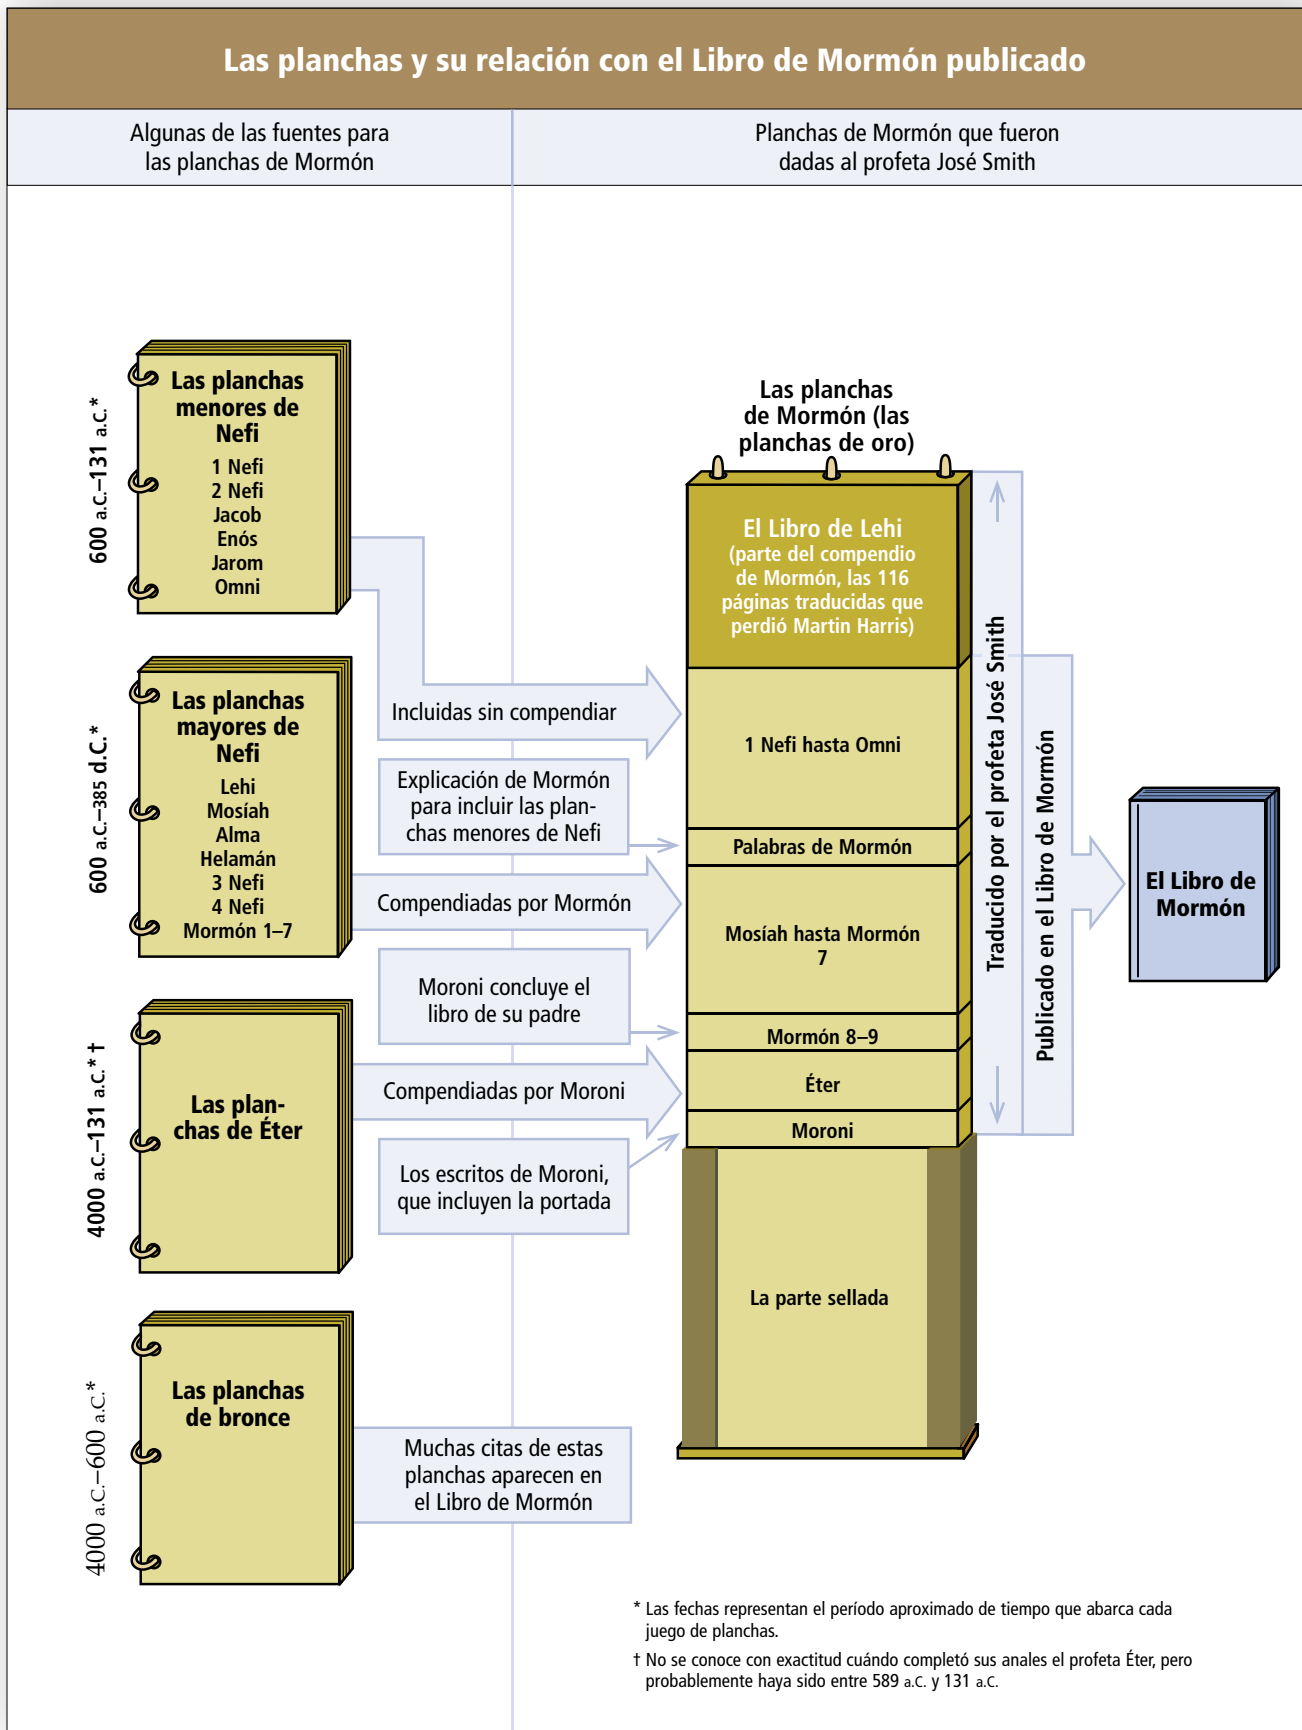 Las planchas y su relación con el Libro de Mormón publicado
Algunas de las fuentes para
las planchas de Mormón
Planchas de Mormón que fueron
dadas al profeta José Smith
600 a.C.–131 a.C.*
Las planchas
menores de
Nefi
1 Nefi
2 Nefi
Jacob
Enós
Jarom
Omni
600 a.C.–385 d.C.*
Las planchas
mayores de
Nefi
Lehi
Mosíah
Alma
Helamán
3 Nefi
4 Nefi
Mormón 1–7
4000 a.C.–131 a.C.* †
Las plan-
chas de Éter
4000 a.C.–600 a.C.*
Las planchas
de bronce
Incluidas sin compendiar
Explicación de Mormón
para incluir las plan-
chas menores de Nefi
Compendiadas por Mormón
Moroni concluye el
libro de su padre
Compendiadas por Moroni
Los escritos de Moroni,
que incluyen la portada
Muchas citas de estas
planchas aparecen en
el Libro de Mormón
Las planchas
de Mormón (las
planchas de oro)
El Libro de Lehi
(parte del compendio
de Mormón, las 116
páginas traducidas que
perdió Martin Harris)
1 Nefi hasta Omni
Palabras de Mormón
Mosíah hasta Mormón
7
Mormón 8–9
Éter
Moroni
La parte sellada
Traducido por el profeta José Smith
Publicado en el Libro de Mormón
El Libro de
Mormón
* Las fechas representan el período aproximado de tiempo que abarca cada
juego de planchas.
† No se conoce con exactitud cuándo completó sus anales el profeta Éter, pero
probablemente haya sido entre 589 a.C. y 131 a.C.